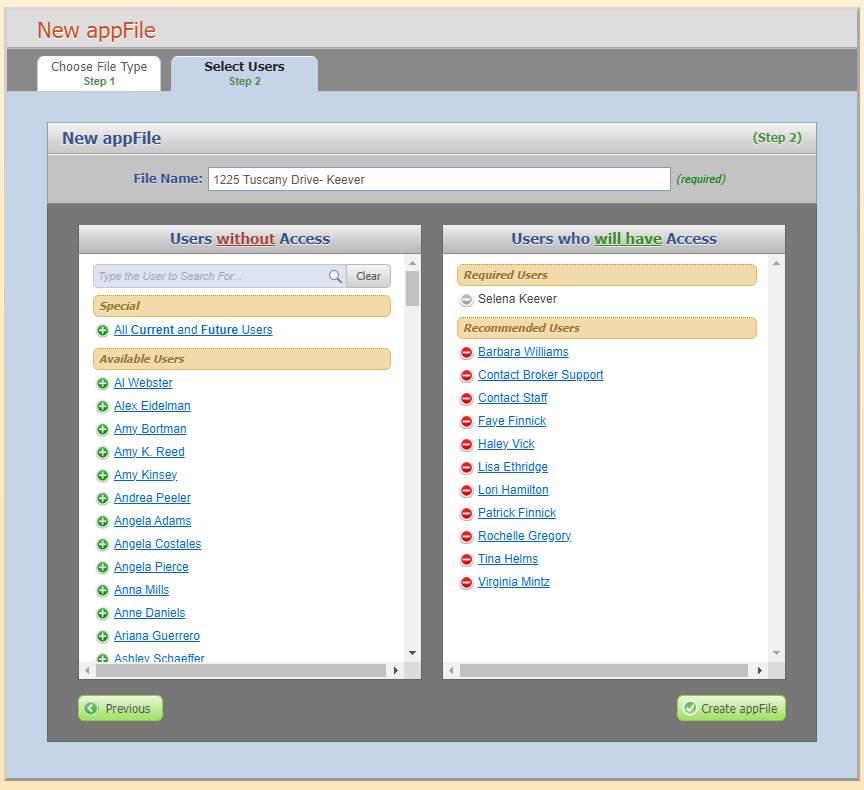 New appFile
Choose File Type
Step 1
Select Users
Step 2
New appFile
(Step 2)
File Name:
1225 Tuscany Drive- Keever
(required)
Users without Access
Type the User to Search For...
Clear
Special
All Current and Future Users
Available Users
Al Webster
Alex Eidelman
Amy Bortman
Amy K. Reed
Amy Kinsey
Andrea Peeler
Angela Adams
Angela Costales
Angela Pierce
Anna Mills
Anne Daniels
Ariana Guerrero
Ashley Schaeffer
Users who will have Access
Required Users
Selena Keever
Recommended Users
Barbara Williams
Contact Broker Support
Contact Staff
Faye Finnick
Haley Vick
Lisa Ethridge
Lori Hamilton
Patrick Finnick
Rochelle Gregory
Tina Helms
Virginia Mintz
Previous
Create appFile